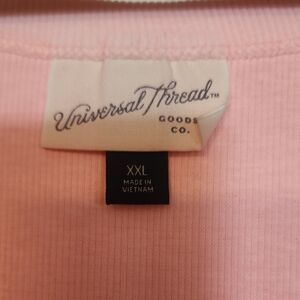 Universal Thread™
GOODS
CO.
XXL
MADE IN
VIETNAM